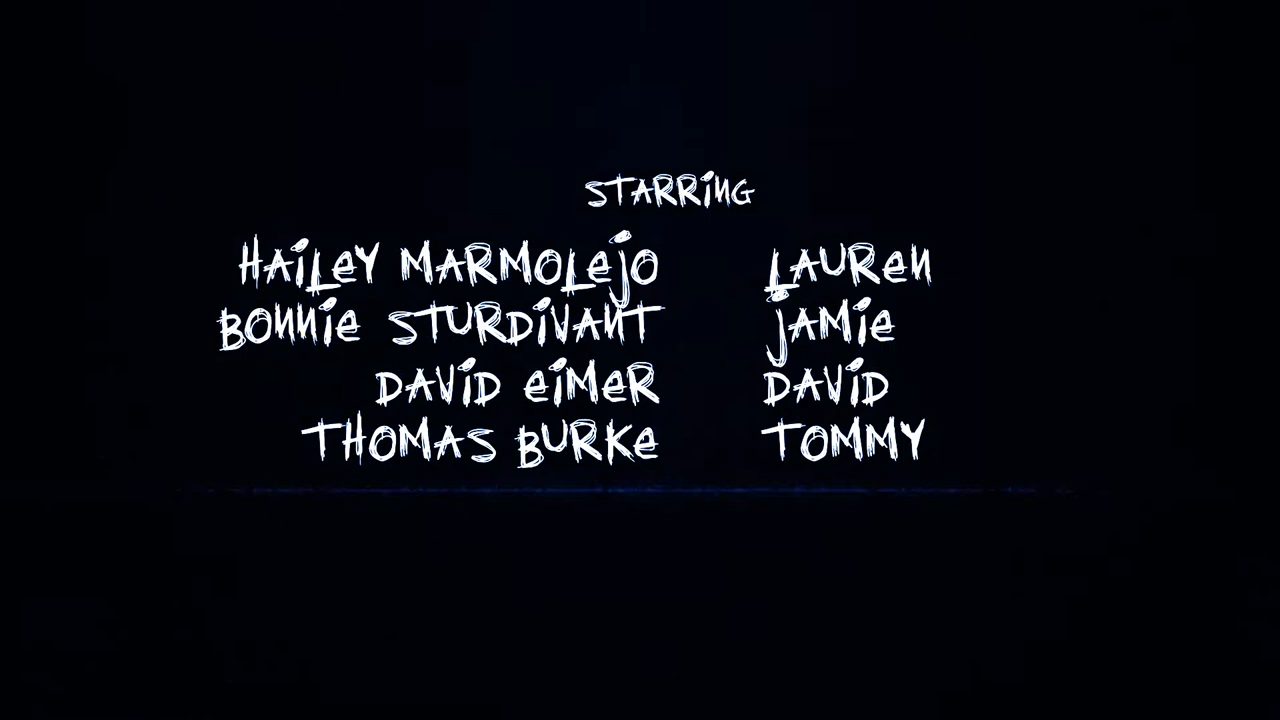 STARRiNG
HAiLeY MARMOLejO LAUReN
BONNie STURDiVANT jAMie
DAViD eiMeR DAViD
THOMAS BURKe TOMMY